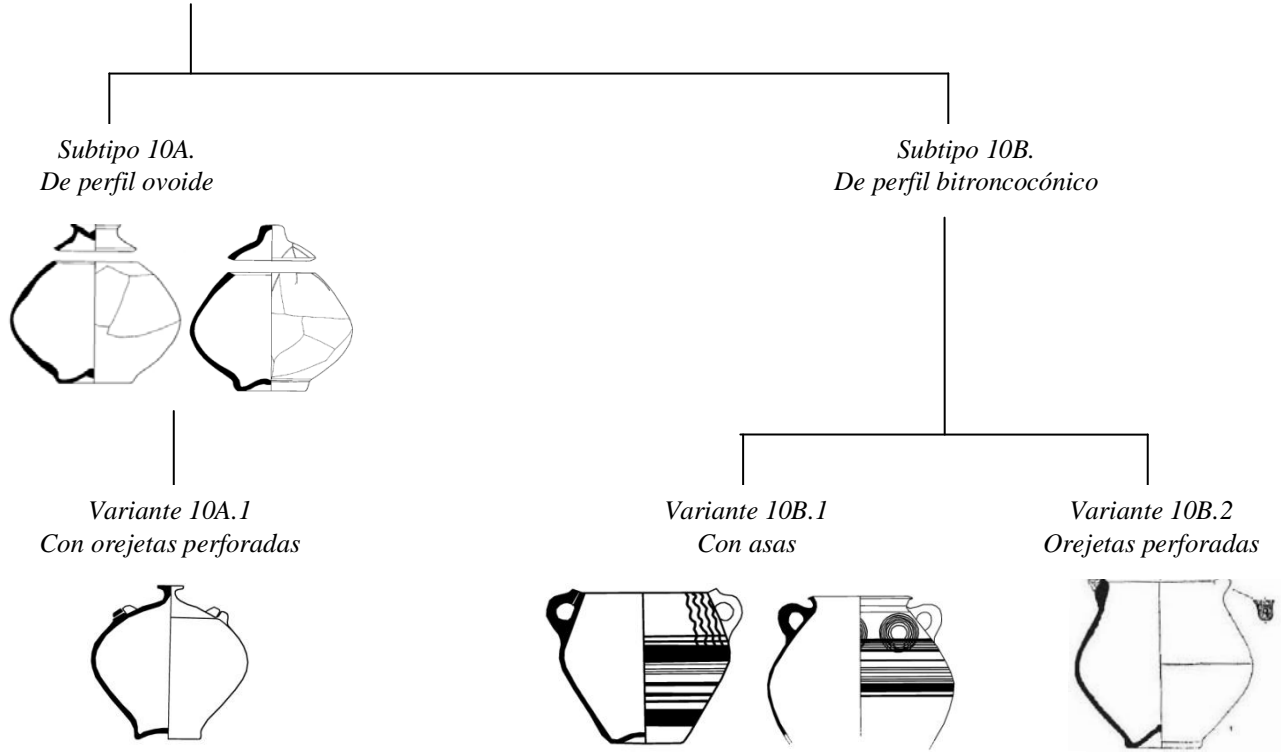 Subtipo 10A.
De perfil ovoide
Subtipo 10B.
De perfil bitroncocónico
Variante 10A.1
Con orejetas perforadas
Variante 10B.1
Con asas
Variante 10B.2
Orejetas perforadas